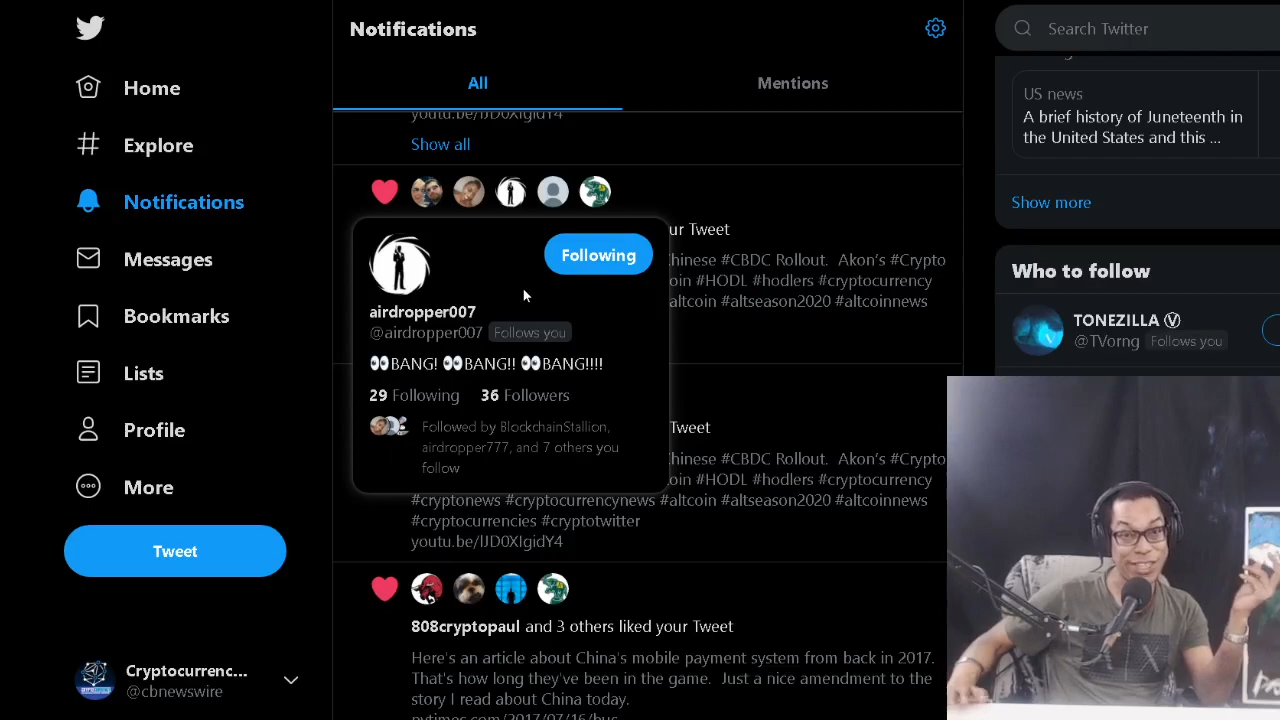 Notifications
Search Twitter
All
Mentions
Home
Explore
Notifications
Messages
Bookmarks
Lists
Profile
More
Tweet
Cryptocurrenc...
@cbnewswire
youtu.be/lJD0XIgidY4
Show all
ur Tweet
Chinese #CBDC Rollout. Akon's #Crypto
oin #HODL #hodlers #cryptocurrency
altcoin #altseason2020 #altcoinnews
Following
airdropper007
@airdropper007 Follows you
👀BANG! 👀BANG!! 👀BANG!!!!
29 Following 36 Followers
Followed by BlockchainStallion,
airdropper777, and 7 others you
follow
Tweet
Chinese #CBDC Rollout. Akon's #Crypto
oin #HODL #hodlers #cryptocurrency
#cryptonews #cryptocurrencynews #altcoin #altseason2020 #altcoinnews
#cryptocurrencies #cryptotwitter
youtu.be/lJD0XIgidY4
808cryptopaul and 3 others liked your Tweet
Here's an article about China's mobile payment system from back in 2017.
That's how long they've been in the game. Just a nice amendment to the
story I read about China today.
nytimes.com/2017/07/16/bus...
US news
A brief history of Juneteenth in
the United States and this ...
Show more
Who to follow
TONEZILLA Ⓥ
@TVorng Follows you